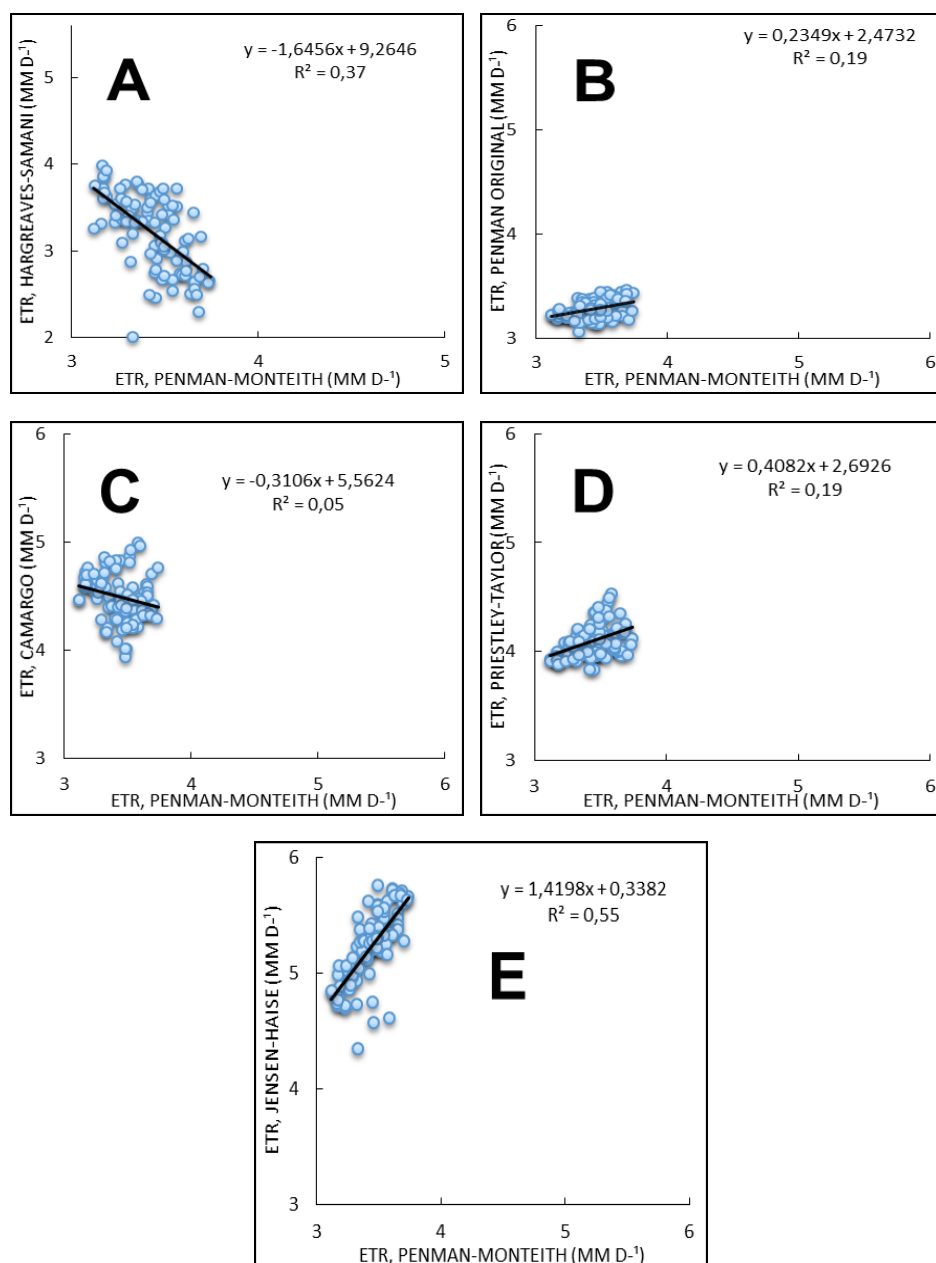 A
y = -1,6456x + 9,2646
R² = 0,37
ETR, HARGREAVES-SAMANI (MM D-¹)
5
4
3
2
3
4
5
ETR, PENMAN-MONTEITH (MM D-¹)
B
y = 0,2349x + 2,4732
R² = 0,19
ETR, PENMAN ORIGINAL (MM D-¹)
6
5
4
3
3
4
5
6
ETR, PENMAN-MONTEITH (MM D-¹)
C
y = -0,3106x + 5,5624
R² = 0,05
ETR, CAMARGO (MM D-¹)
6
5
4
3
3
4
5
6
ETR, PENMAN-MONTEITH (MM D-¹)
D
y = 0,4082x + 2,6926
R² = 0,19
ETR, PRIESTLEY-TAYLOR (MM D-¹)
6
5
4
3
3
4
5
6
ETR, PENMAN-MONTEITH (MM D-¹)
E
y = 1,4198x + 0,3382
R² = 0,55
ETR, JENSEN-HAISE (MM D-¹)
6
5
4
3
3
4
5
6
ETR, PENMAN-MONTEITH (MM D-¹)